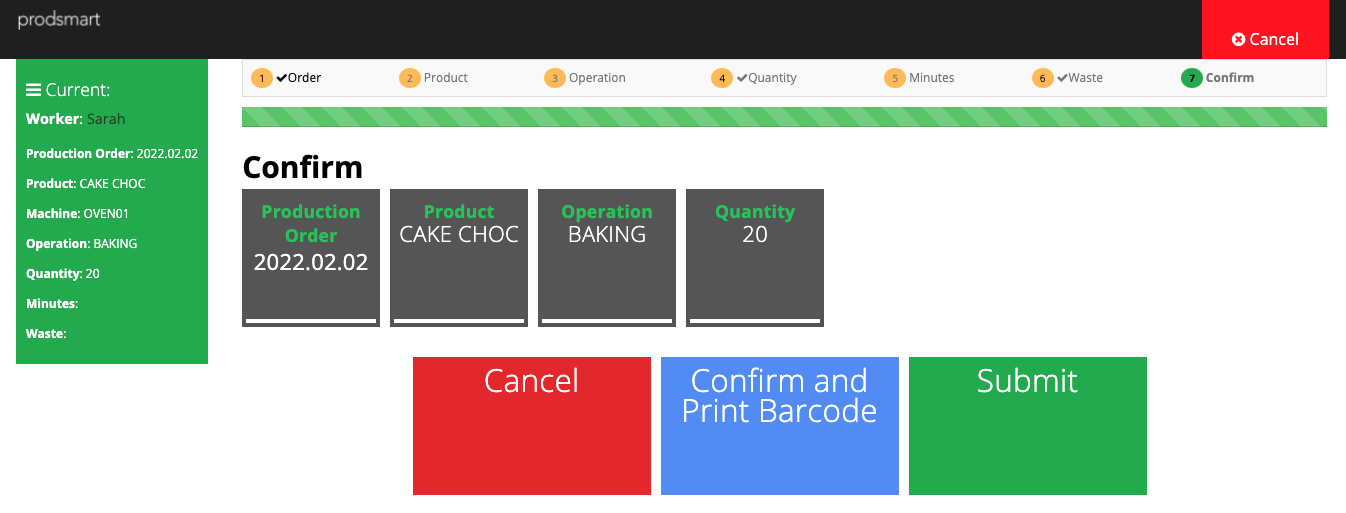 prodsmart
Cancel
Current:
Worker: Sarah
Production Order: 2022.02.02
Product: CAKE CHOC
Machine: OVEN01
Operation: BAKING
Quantity: 20
Minutes:
Waste:
1 Order 2 Product 3 Operation 4 Quantity 5 Minutes 6 Waste 7 Confirm
Confirm
Production
Order
2022.02.02
Product
CAKE CHOC
Operation
BAKING
Quantity
20
Cancel
Confirm and
Print Barcode
Submit